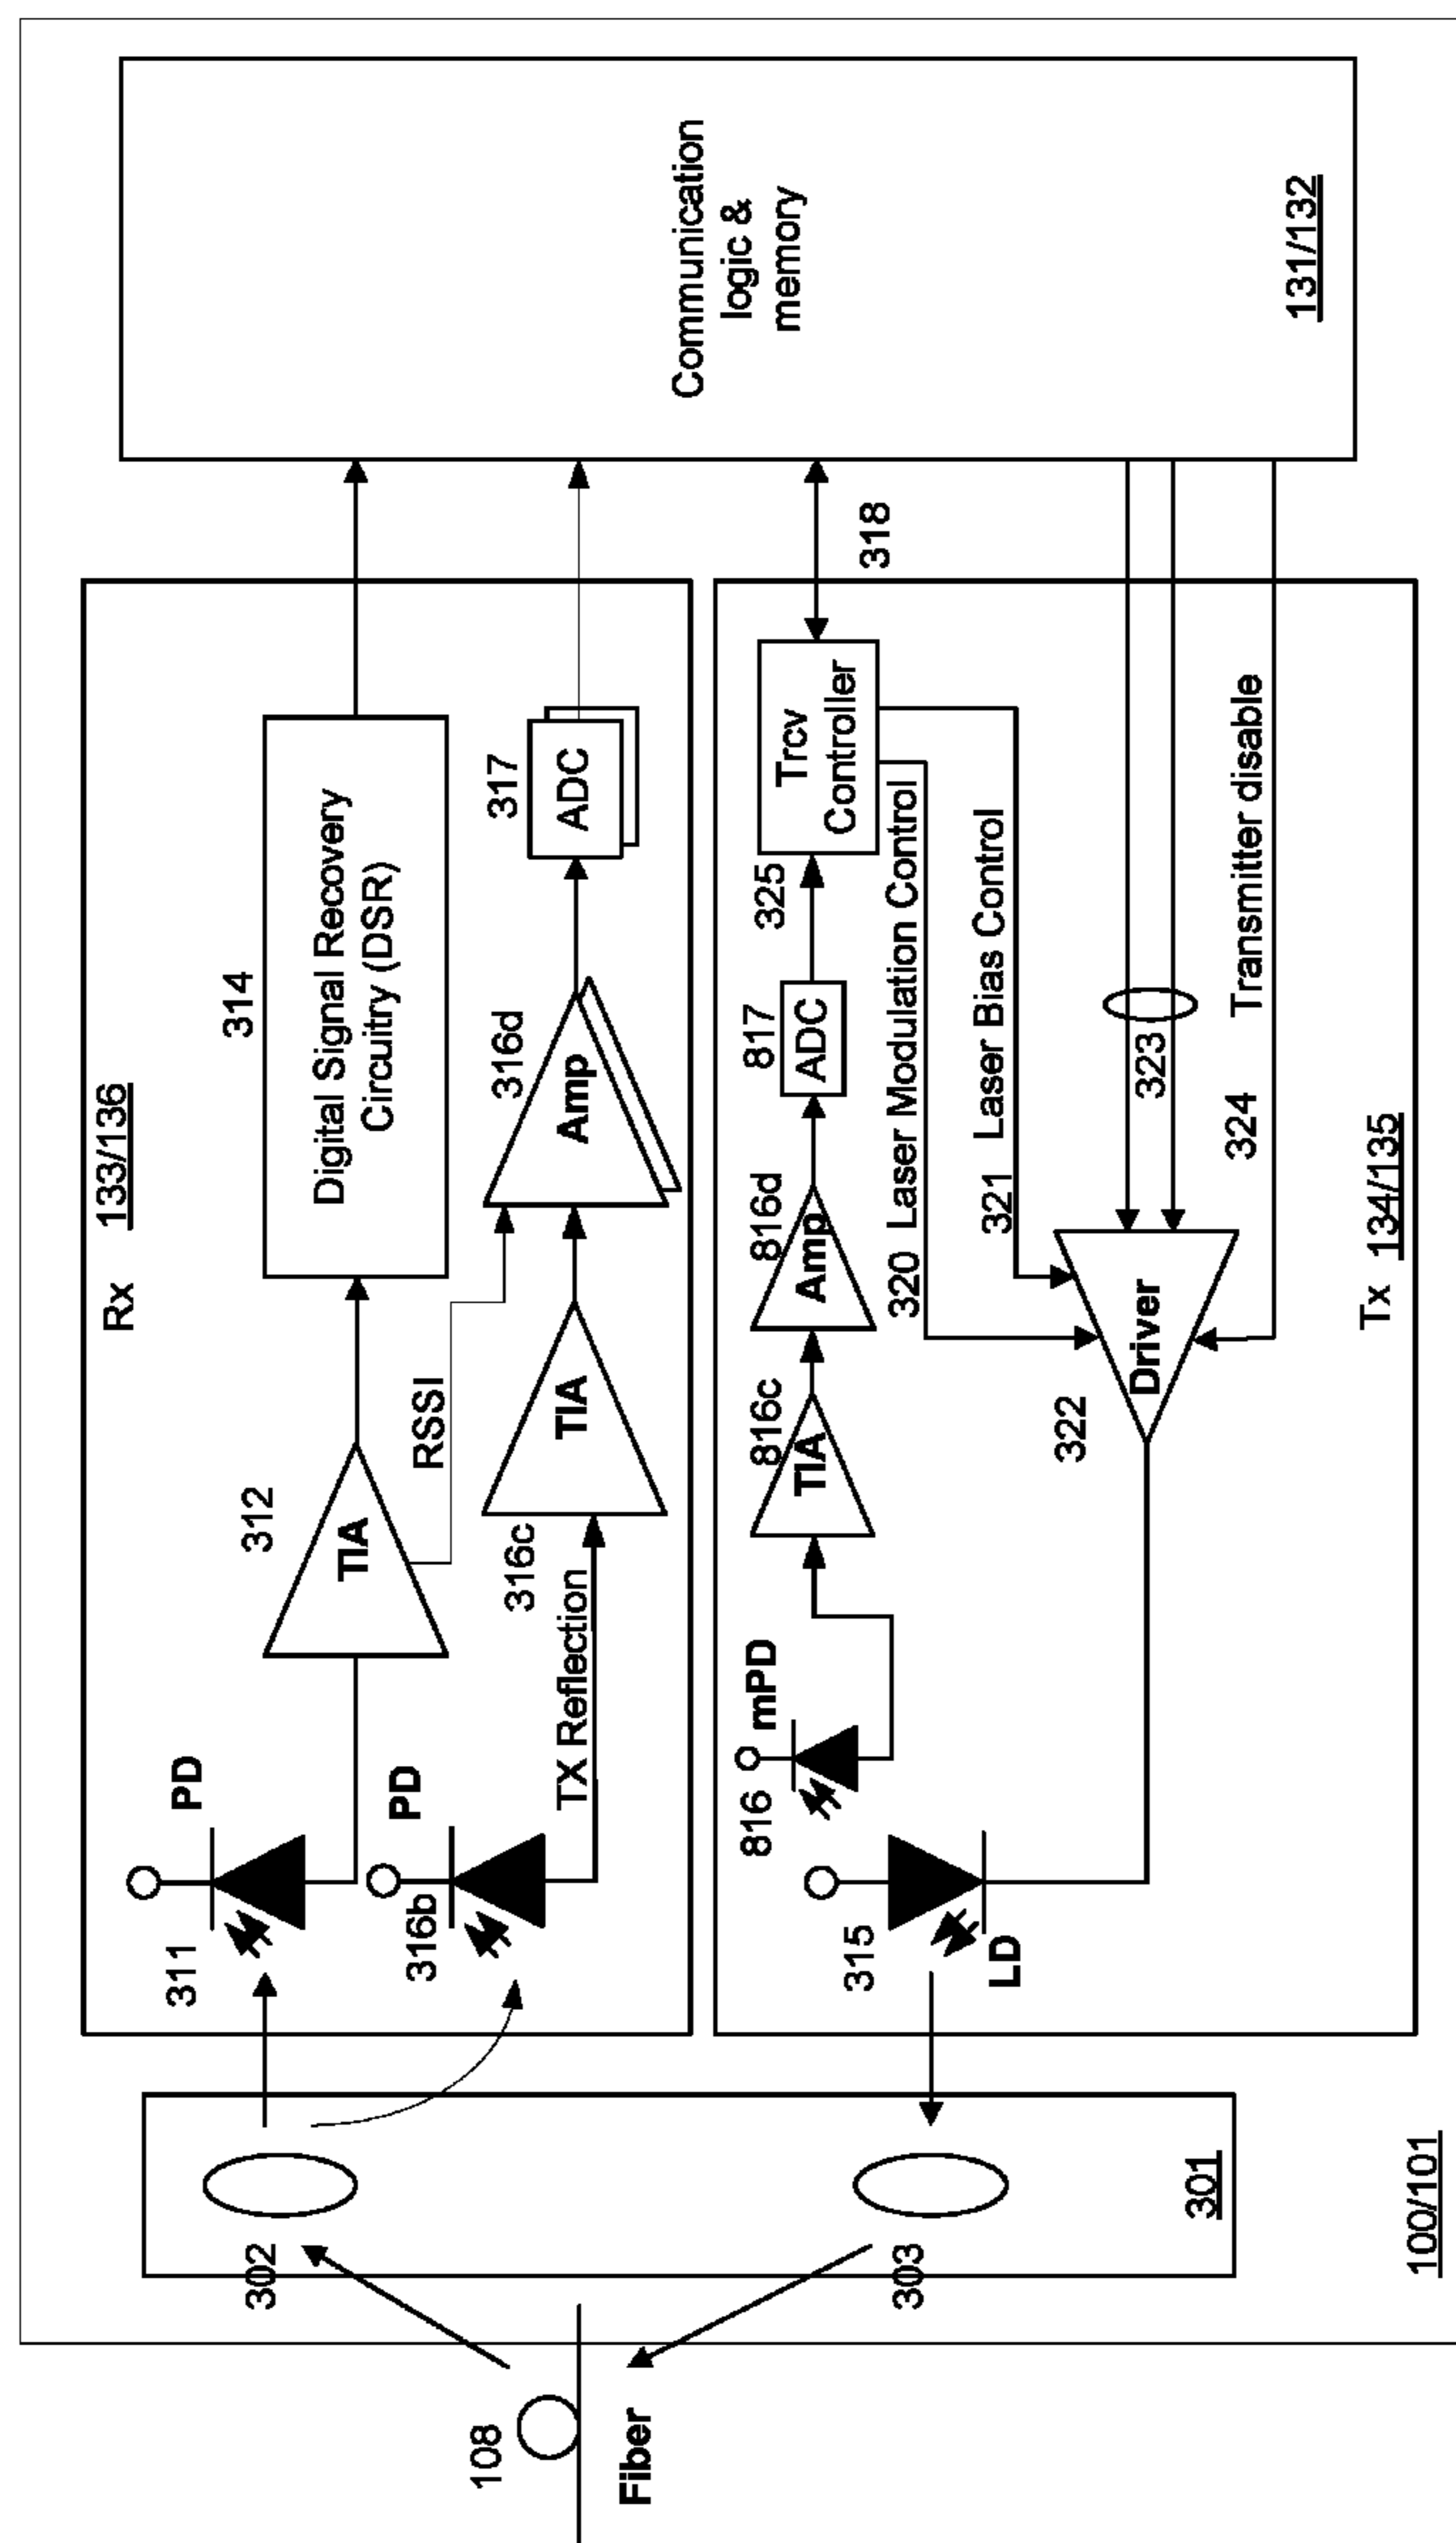 Rx 133/136
314
Digital Signal Recovery
Circuitry (DSR)
312
TIA
RSSI
PD
311
PD
316b
TX Reflection
316c
TIA
316d
Amp
317
ADC
Communication
logic &
memory
131/132
318
816
mPD
816c
TIA
816d
Amp
817
ADC
325
Trcv
Controller
320 Laser Modulation Control
321 Laser Bias Control
323
324 Transmitter disable
322
Driver
315
LD
Tx 134/135
302
303
301
108
Fiber
100/101